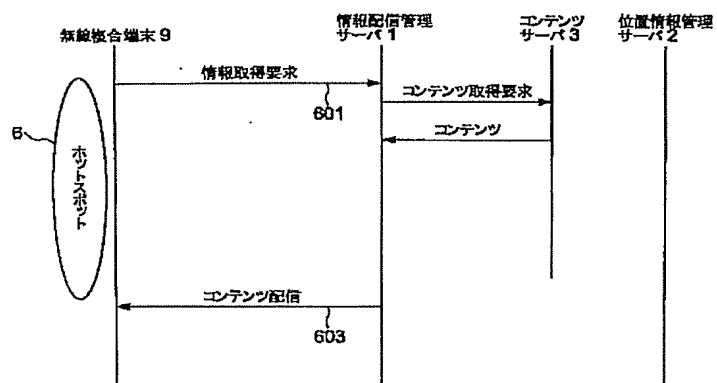 無線複合端末 9
情報配信管理
サーバ 1
コンテンツ
サーバ 3
位置情報管理
サーバ 2
情報取得要求
601
コンテンツ取得要求
コンテンツ
6
ホットスポット
コンテンツ配信
603